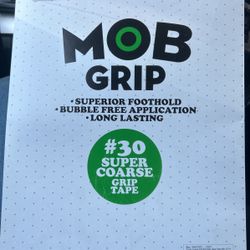 MOB
GRIP
• SUPERIOR FOOTHOLD
• BUBBLE FREE APPLICATION
• LONG LASTING
#30
SUPER
COARSE
GRIP
TAPE